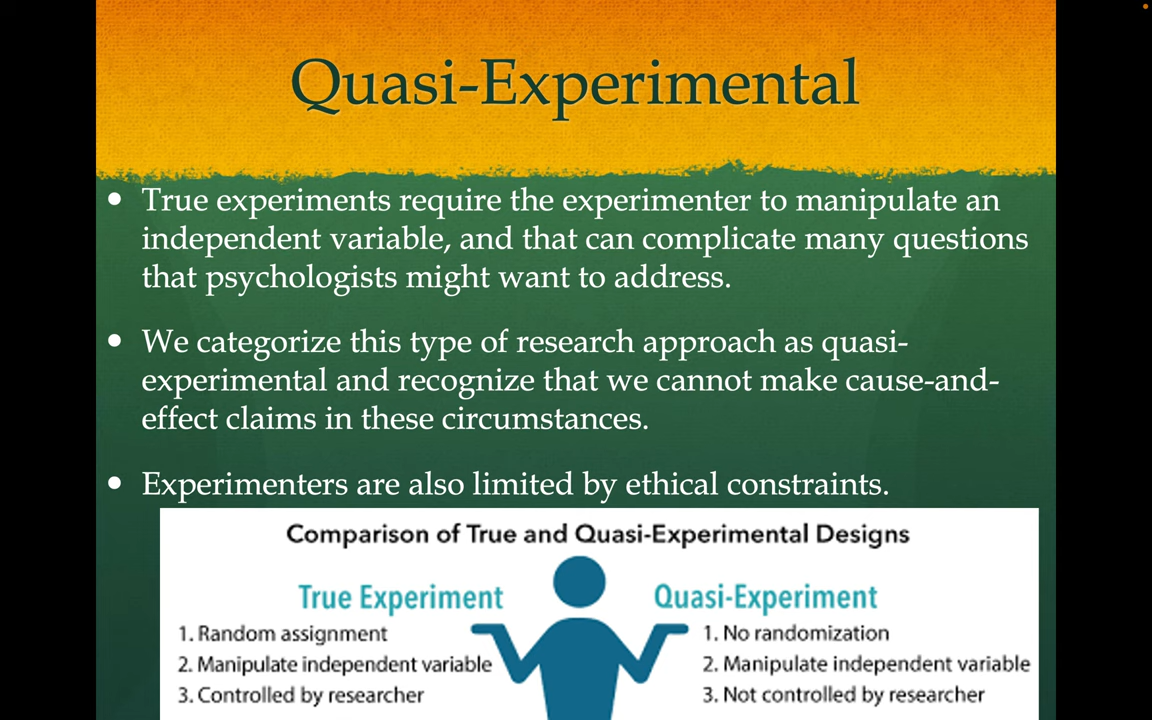 Quasi-Experimental
• True experiments require the experimenter to manipulate an
independent variable, and that can complicate many questions
that psychologists might want to address.
• We categorize this type of research approach as quasi-
experimental and recognize that we cannot make cause-and-
effect claims in these circumstances.
• Experimenters are also limited by ethical constraints.
Comparison of True and Quasi-Experimental Designs
True Experiment
1. Random assignment
2. Manipulate independent variable
3. Controlled by researcher
Quasi-Experiment
1. No randomization
2. Manipulate independent variable
3. Not controlled by researcher